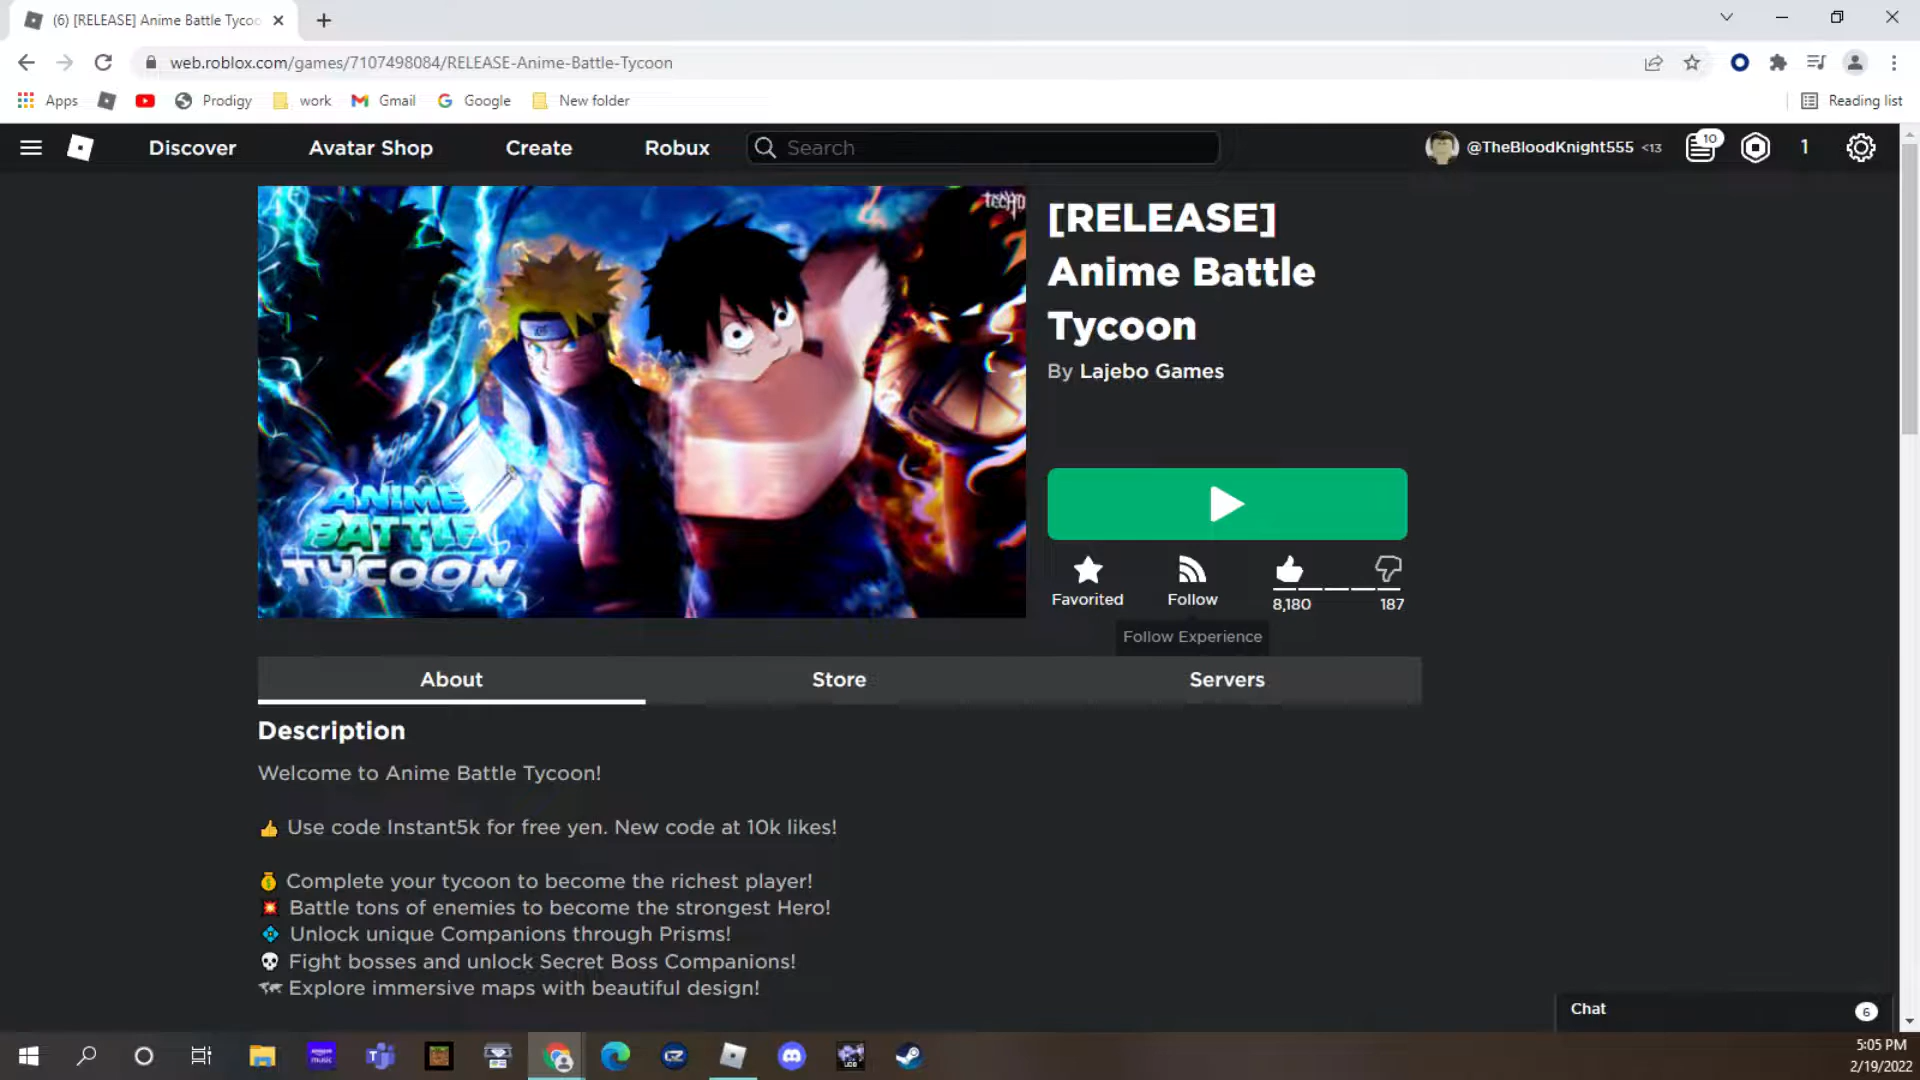 (6) [RELEASE] Anime Battle Tycoo
web.roblox.com/games/7107498084/RELEASE-Anime-Battle-Tycoon
Apps Prodigy work Gmail Google New folder Reading list
Discover Avatar Shop Create Robux Search @TheBloodKnight555 <13 10 1
TECHO
[RELEASE]
Anime Battle
Tycoon
By Lajebo Games
ANIME
BATTLE
TYCOON
Favorited Follow 8,180 187
Follow Experience
About Store Servers
Description
Welcome to Anime Battle Tycoon!
👍 Use code Instant5k for free yen. New code at 10k likes!
💰 Complete your tycoon to become the richest player!
💥 Battle tons of enemies to become the strongest Hero!
💠 Unlock unique Companions through Prisms!
💀 Fight bosses and unlock Secret Boss Companions!
🗺 Explore immersive maps with beautiful design!
Chat 6
5:05 PM
2/19/2022